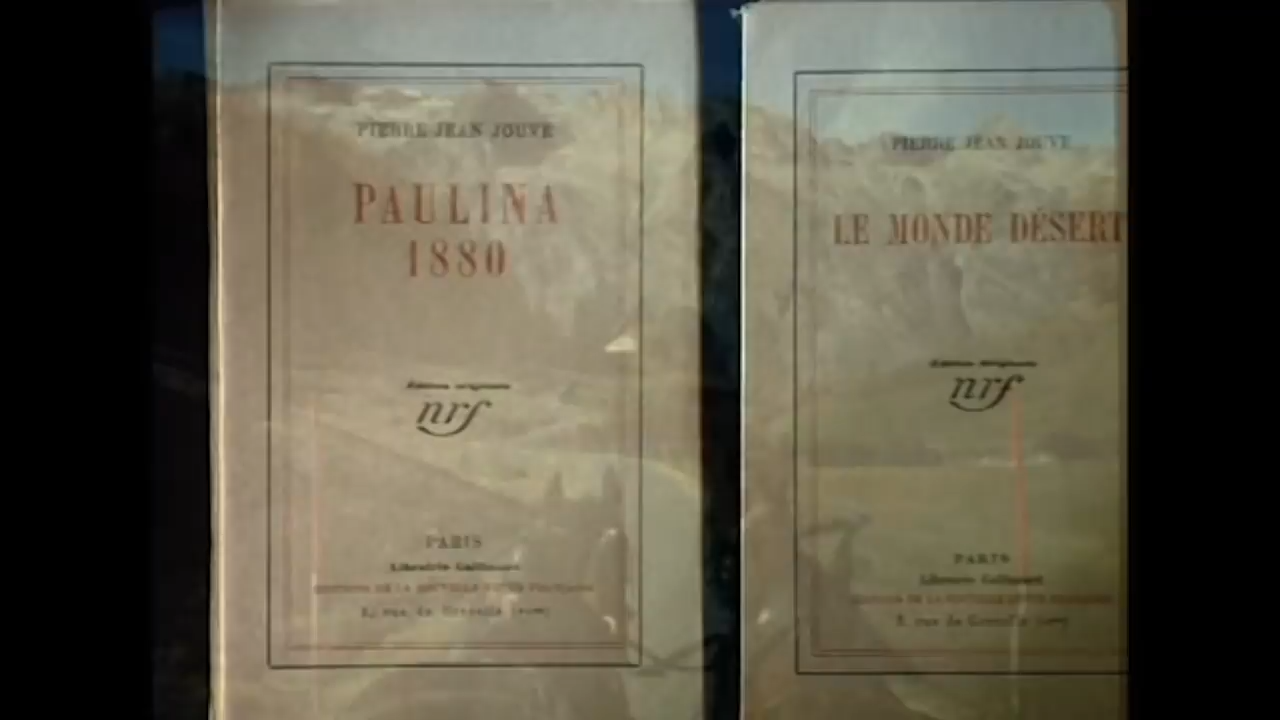 PIERRE JEAN JOUVE
PAULINA
1880
nrf
PARIS
Librairie Gallimard
PIERRE JEAN JOUVE
LE MONDE DÉSERT
nrf
PARIS
Librairie Gallimard